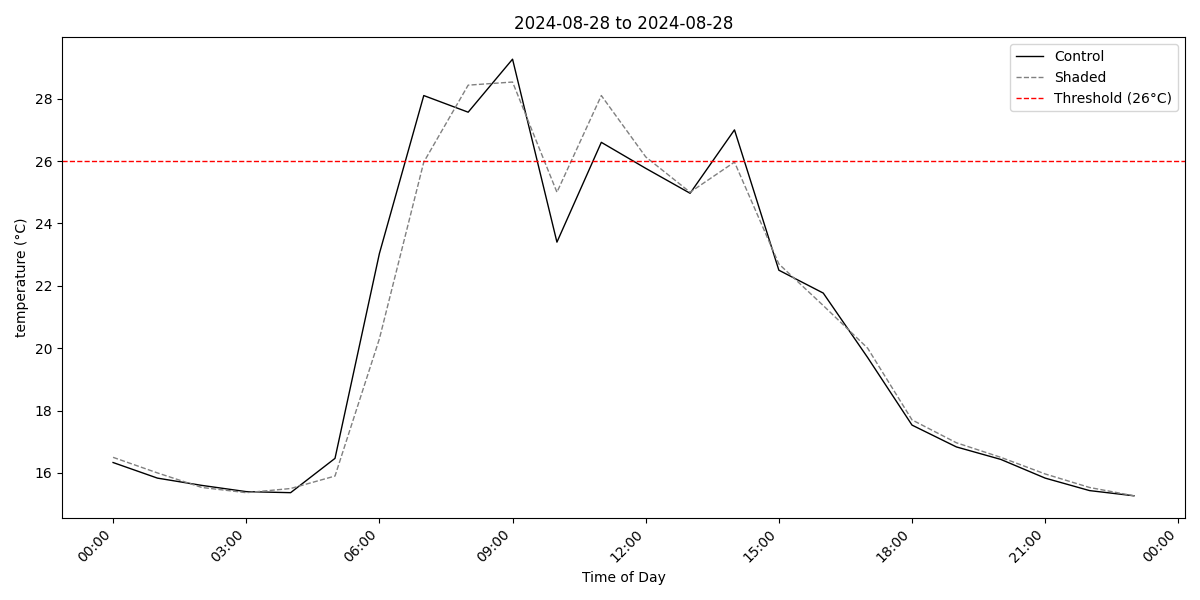 2024-08-28 to 2024-08-28
Control
Shaded
Threshold (26°C)
temperature (°C)
28
26
24
22
20
18
16
00:00
03:00
06:00
09:00
12:00
15:00
18:00
21:00
00:00
Time of Day